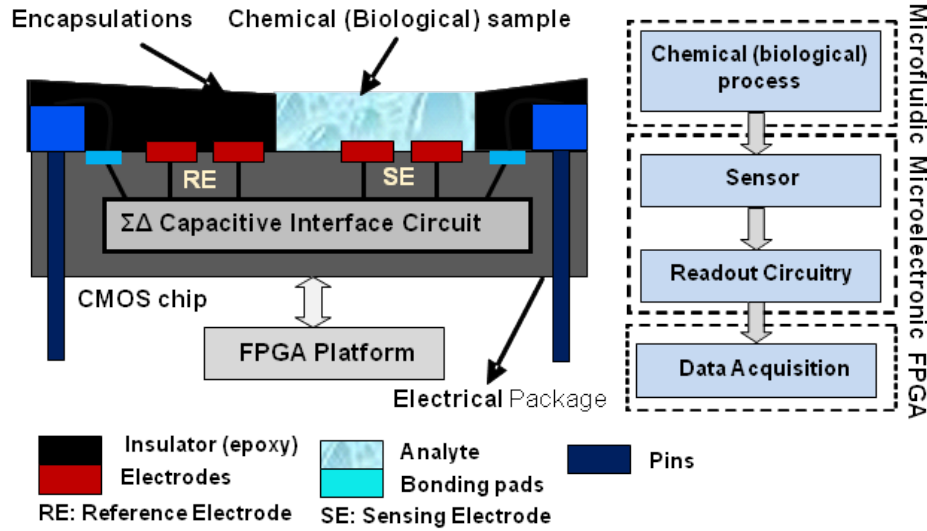 Encapsulations
Chemical (Biological) sample
RE
SE
ΣΔ Capacitive Interface Circuit
CMOS chip
FPGA Platform
Electrical Package
Chemical (biological)
process
Sensor
Readout Circuitry
Data Acquisition
Microfluidic
Microelectronic
FPGA
Insulator (epoxy)
Electrodes
RE: Reference Electrode
Analyte
Bonding pads
SE: Sensing Electrode
Pins